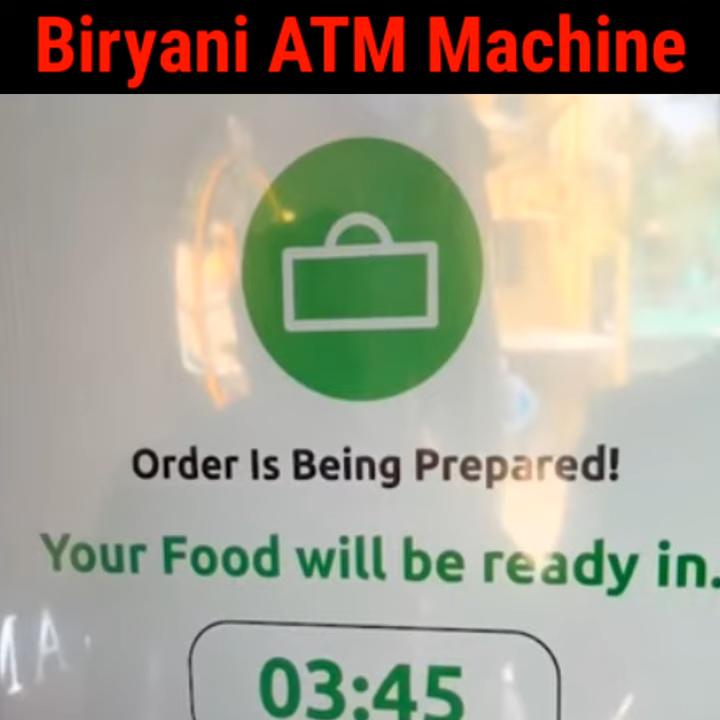 Biryani ATM Machine
Order Is Being Prepared!
Your Food will be ready in.
03:45